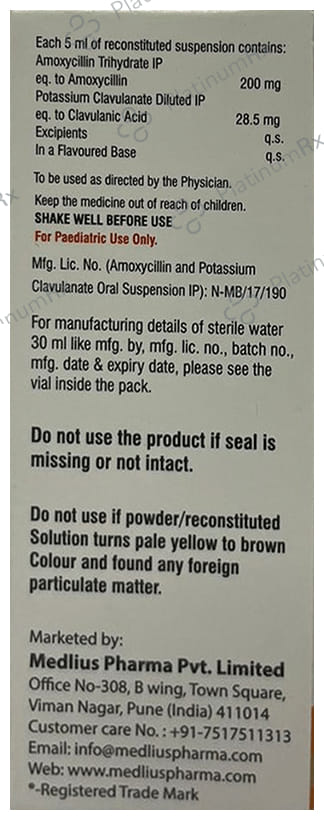 Each 5 ml of reconstituted suspension contains:
Amoxycillin Trihydrate IP
eq. to Amoxycillin 200 mg
Potassium Clavulanate Diluted IP
eq. to Clavulanic Acid 28.5 mg
Excipients q.s.
In a Flavoured Base q.s.
To be used as directed by the Physician.
Keep the medicine out of reach of children.
SHAKE WELL BEFORE USE
For Paediatric Use Only.
Mfg. Lic. No. (Amoxycillin and Potassium
Clavulanate Oral Suspension IP): N-MB/17/190
For manufacturing details of sterile water
30 ml like mfg. by, mfg. lic. no., batch no.,
mfg. date & expiry date, please see the
vial inside the pack.
Do not use the product if seal is
missing or not intact.
Do not use if powder/reconstituted
Solution turns pale yellow to brown
Colour and found any foreign
particulate matter.
Marketed by:
Medlius Pharma Pvt. Limited
Office No-308, B wing, Town Square,
Viman Nagar, Pune (India) 411014
Customer care No. : +91-7517511313
Email: info@medliuspharma.com
Web: www.medliuspharma.com
*-Registered Trade Mark
PlatinumRx